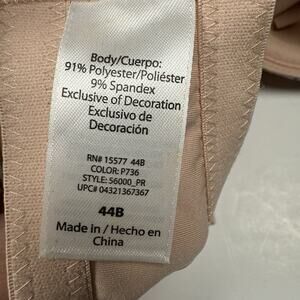 Body/Cuerpo:
91% Polyester/Poliéster
9% Spandex
Exclusive of Decoration
Exclusivo de
Decoración
RN# 15577 44B
COLOR: P736
STYLE: 56000_PR
UPC# 04321367367
44B
Made in / Hecho en
China